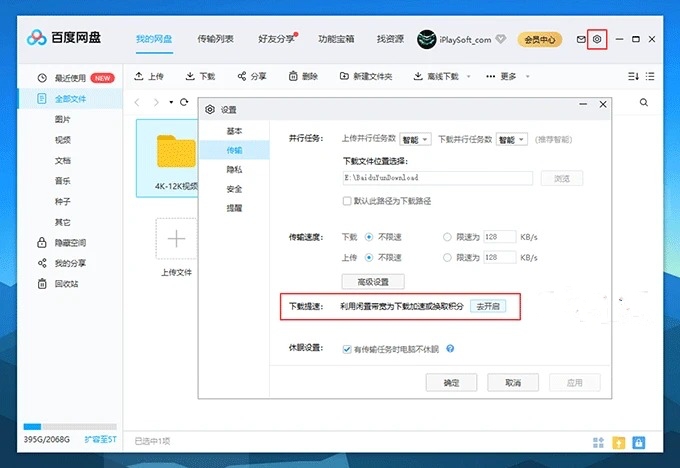 百度网盘 我的网盘 传输列表 好友分享 功能宝箱 找资源 iPlaySoft_com 会员中心
最近使用 NEW 上传 下载 分享 删除 新建文件夹 离线下载 更多
全部文件
图片
视频
文档
音乐
种子
其它
隐藏空间
我的分享
回收站
395G/2068G 扩容至5T
4K-12K视频
上传文件
已选中1项
设置
基本
传输
隐私
安全
提醒
并行任务: 上传并行任务数 智能 下载并行任务数 智能 (推荐智能)
下载文件位置选择:
E:\BaiduYunDownload 浏览
默认此路径为下载路径
传输速度: 下载 不限速 限速为 128 KB/s
上传 不限速 限速为 128 KB/s
高级设置
下载提速: 利用闲置带宽为下载加速或换取积分 去开启
休眠设置: 有传输任务时电脑不休眠
确定 取消 应用